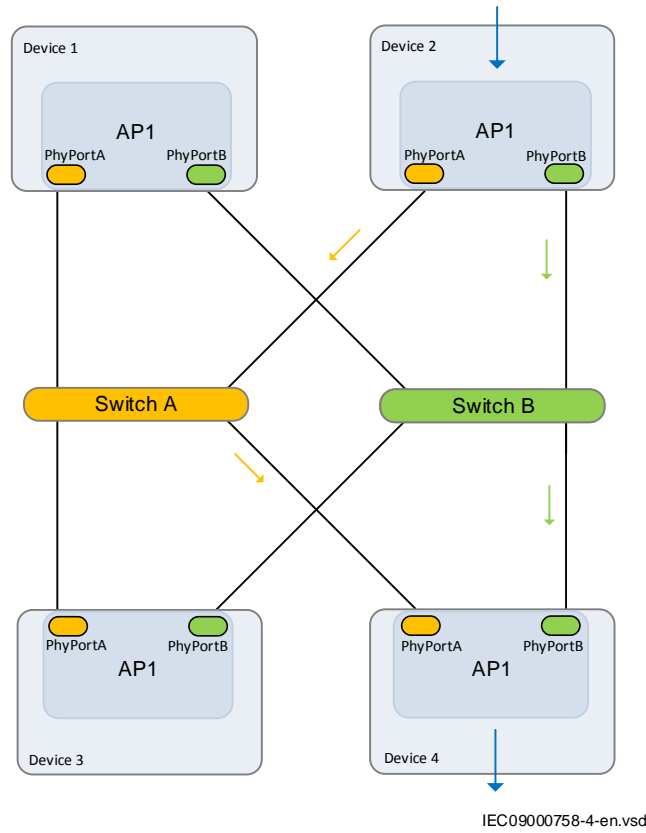 Device 1
Device 2
AP1
AP1
PhyPortA
PhyPortB
PhyPortA
PhyPortB
Switch A
Switch B
PhyPortA
PhyPortB
PhyPortA
PhyPortB
AP1
AP1
Device 3
Device 4
IEC09000758-4-en.vsd